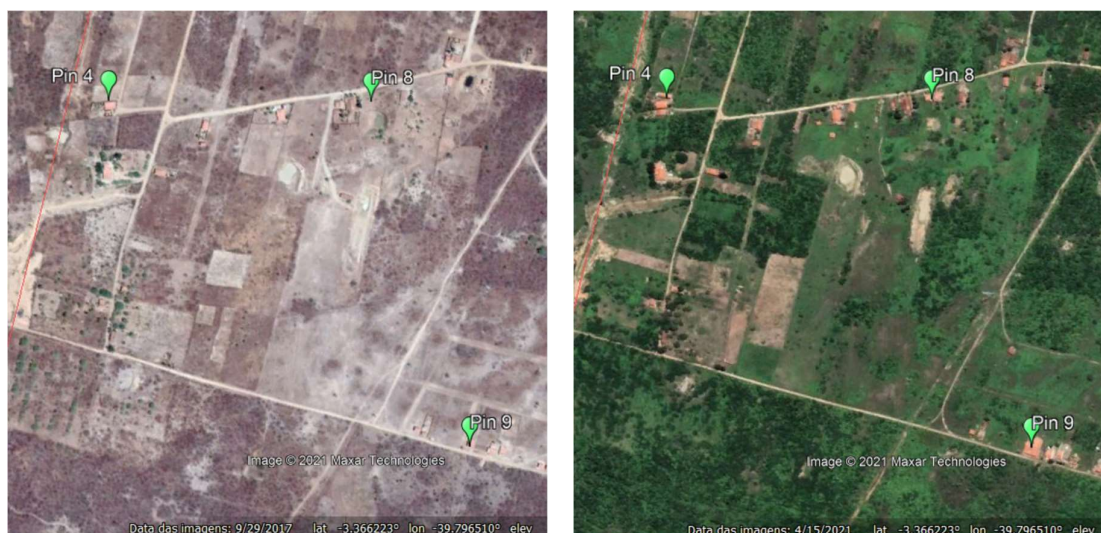 Pin 4
Pin 8
Pin 9
Image © 2021 Maxar Technologies
Data das imagens: 9/29/2017 lat -3.366223° lon -39.796510° elev
Pin 4
Pin 8
Pin 9
Image © 2021 Maxar Technologies
Data das imagens: 4/15/2021 lat -3.366223° lon -39.796510° elev